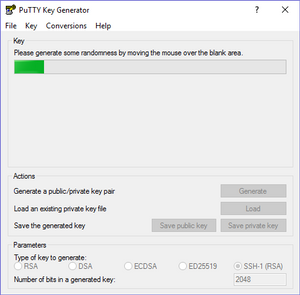 PuTTY Key Generator
File Key Conversions Help
Key
Please generate some randomness by moving the mouse over the blank area.
Actions
Generate a public/private key pair Generate
Load an existing private key file Load
Save the generated key Save public key Save private key
Parameters
Type of key to generate:
RSA DSA ECDSA ED25519 SSH-1 (RSA)
Number of bits in a generated key: 2048